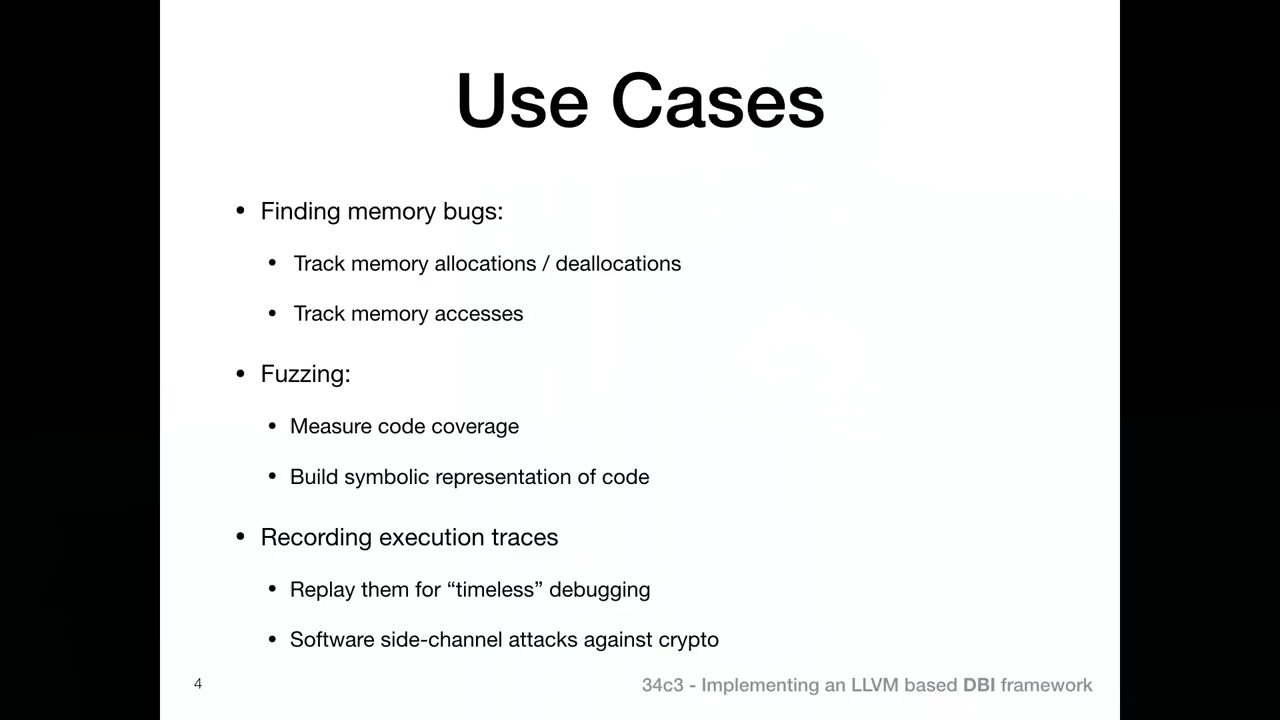 Use Cases
• Finding memory bugs:
• Track memory allocations / deallocations
• Track memory accesses
• Fuzzing:
• Measure code coverage
• Build symbolic representation of code
• Recording execution traces
• Replay them for “timeless” debugging
• Software side-channel attacks against crypto
4
34c3 - Implementing an LLVM based DBI framework